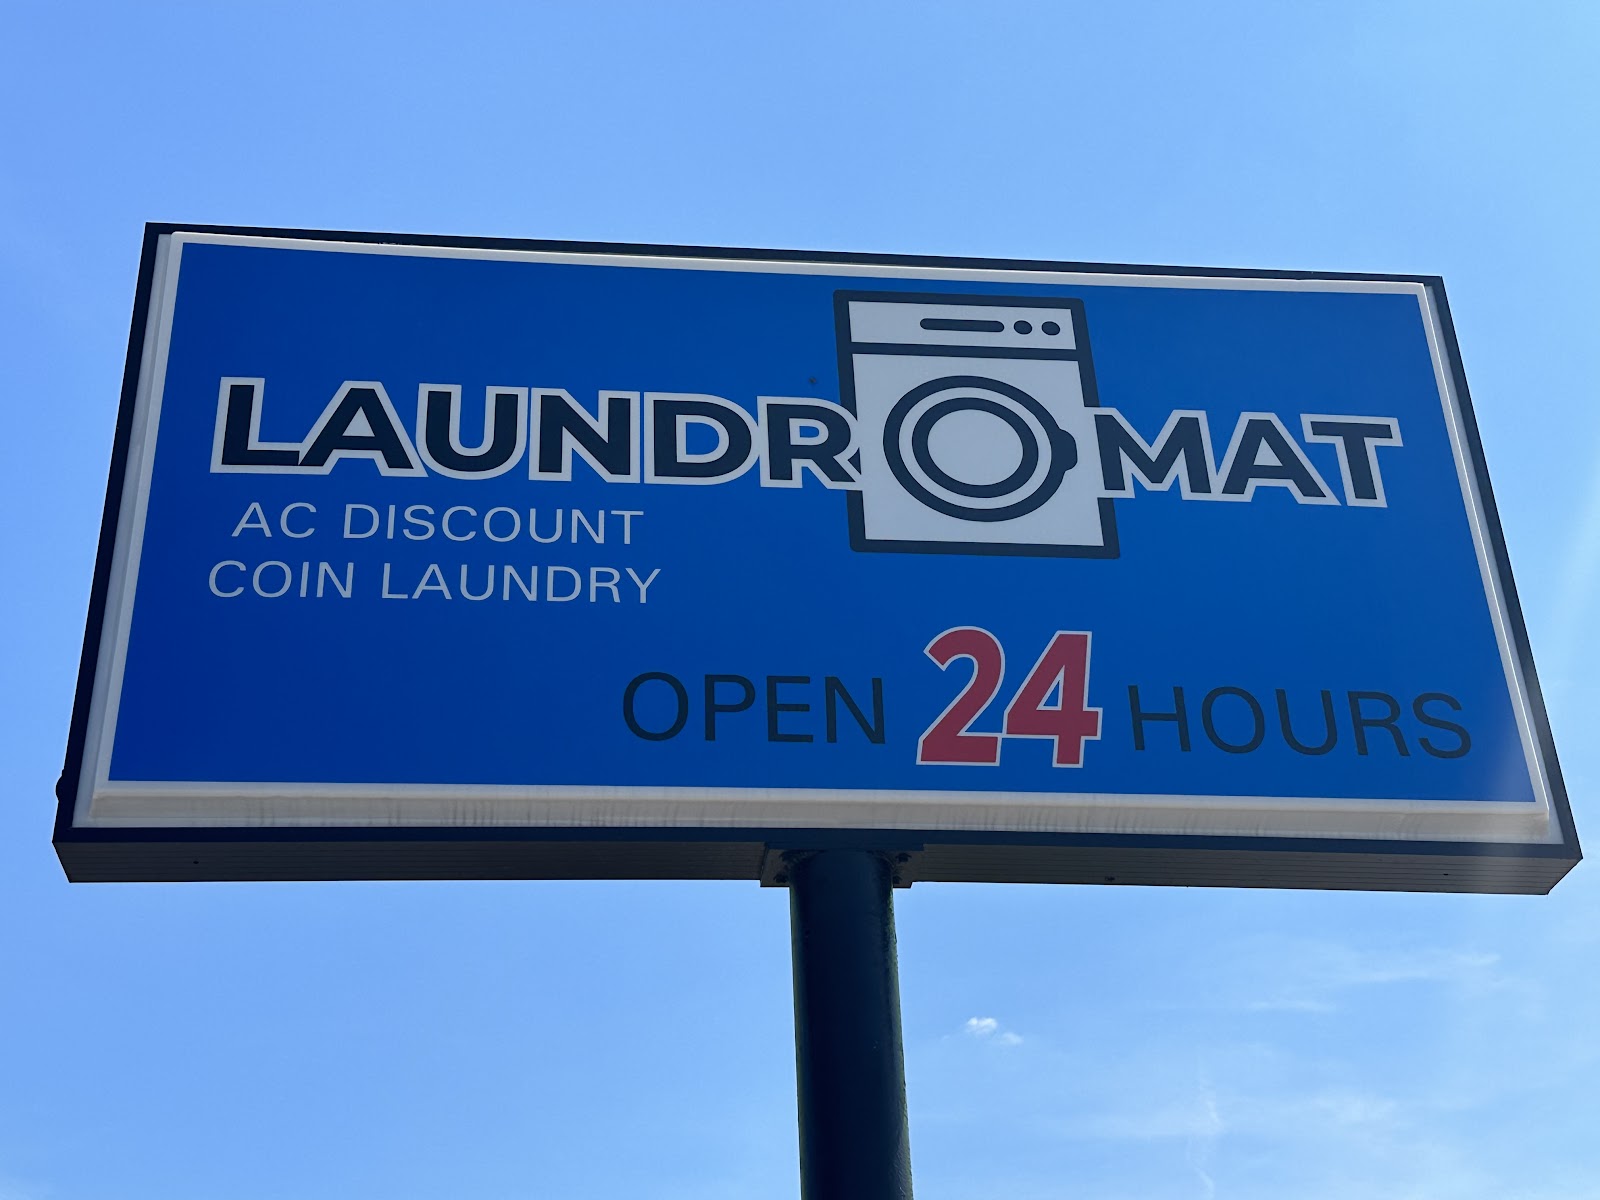 LAUNDROMAT
AC DISCOUNT
COIN LAUNDRY
OPEN 24 HOURS